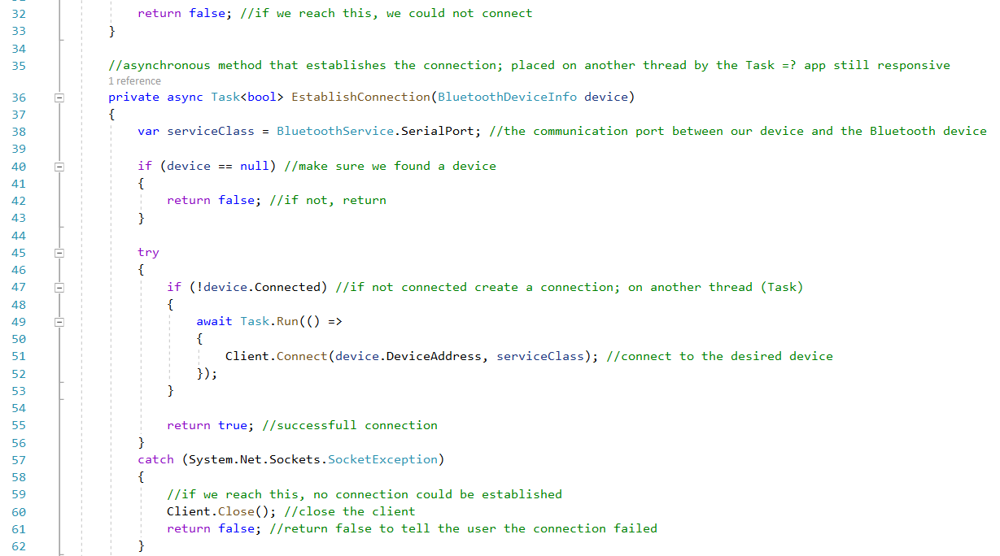 32 return false; //if we reach this, we could not connect
33 }
34
35 //asynchronous method that establishes the connection; placed on another thread by the Task =? app still responsive
1 reference
36 private async Task<bool> EstablishConnection(BluetoothDeviceInfo device)
37 {
38 var serviceClass = BluetoothService.SerialPort; //the communication port between our device and the Bluetooth device
39
40 if (device == null) //make sure we found a device
41 {
42 return false; //if not, return
43 }
44
45 try
46 {
47 if (!device.Connected) //if not connected create a connection; on another thread (Task)
48 {
49 await Task.Run(() =>
50 {
51 Client.Connect(device.DeviceAddress, serviceClass); //connect to the desired device
52 });
53 }
54
55 return true; //successfull connection
56 }
57 catch (System.Net.Sockets.SocketException)
58 {
59 //if we reach this, no connection could be established
60 Client.Close(); //close the client
61 return false; //return false to tell the user the connection failed
62 }